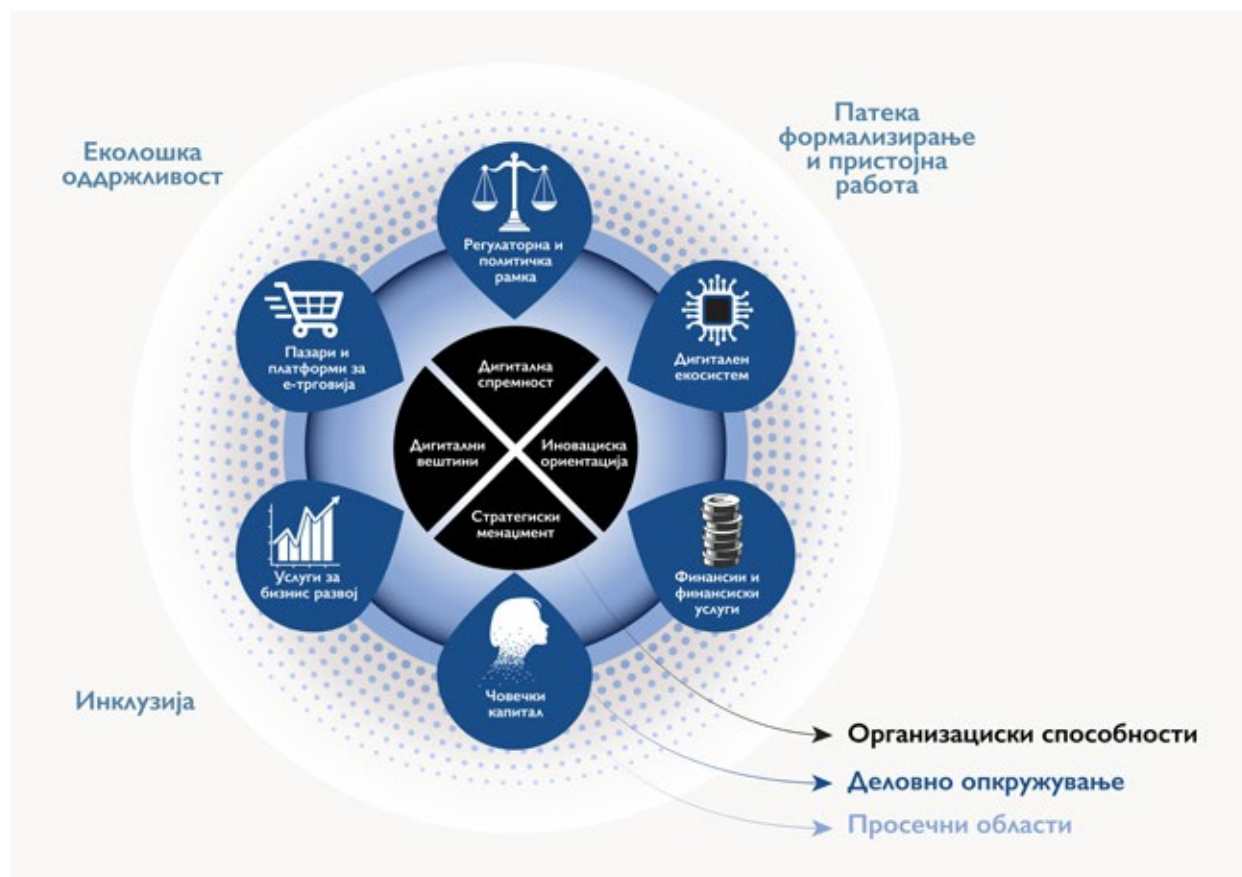 Еколошка
оддржливост
Патека
формализирање
и пристојна
работа
Регулаторна и
политичка
рамка
Пазари и
платформи за
е-трговија
Дигитален
екосистем
Дигитална
спремност
Дигитални
вештини
Иновациска
ориентација
Стратегиски
менаџмент
Услуги за
бизнис развој
Финансии и
финансиски
услуги
Човечки
капитал
Инклузија
Организациски способности
Деловно опкружување
Просечни области